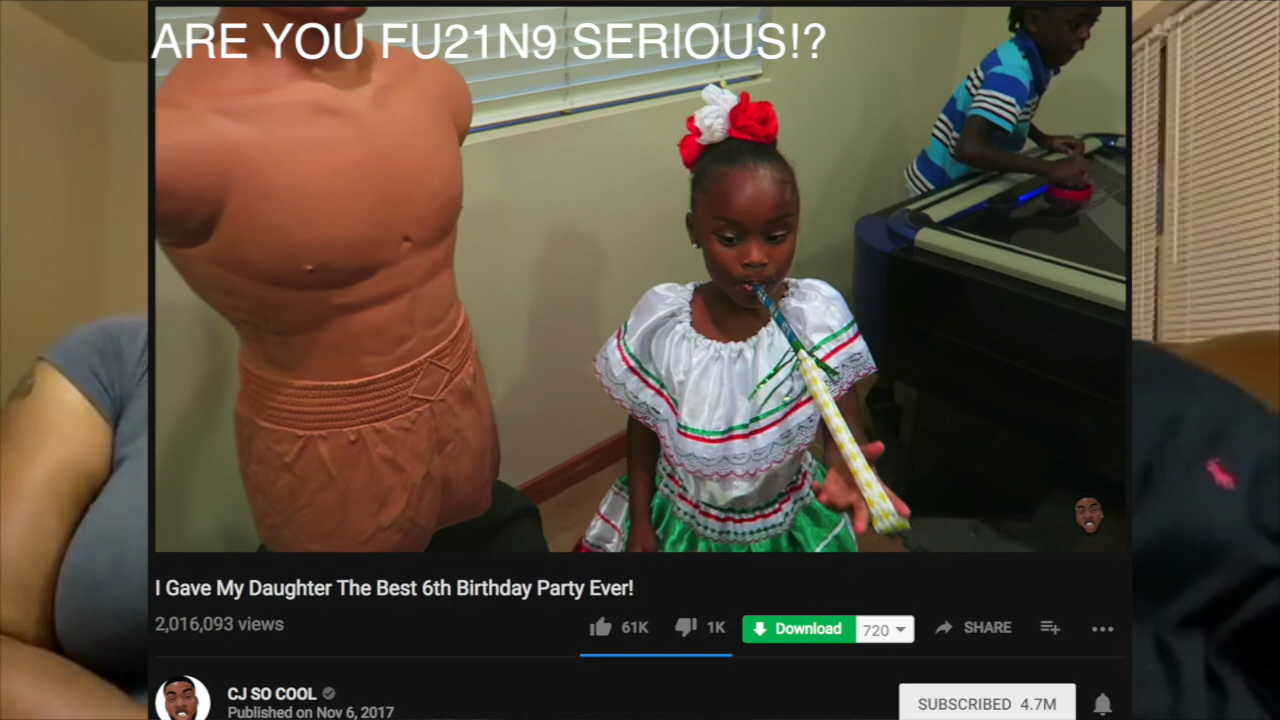 ARE YOU FU21N9 SERIOUS!?
I Gave My Daughter The Best 6th Birthday Party Ever!
2,016,093 views
61K 1K Download 720 SHARE
CJ SO COOL
Published on Nov 6, 2017
SUBSCRIBED 4.7M